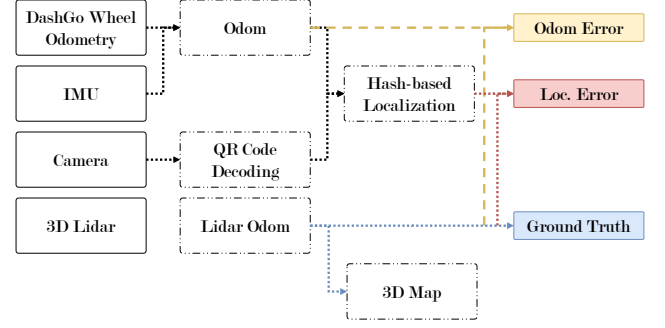 DashGo Wheel
Odometry
Odom
Odom Error
IMU
Hash-based
Localization
Loc. Error
Camera
QR Code
Decoding
3D Lidar
Lidar Odom
Ground Truth
3D Map